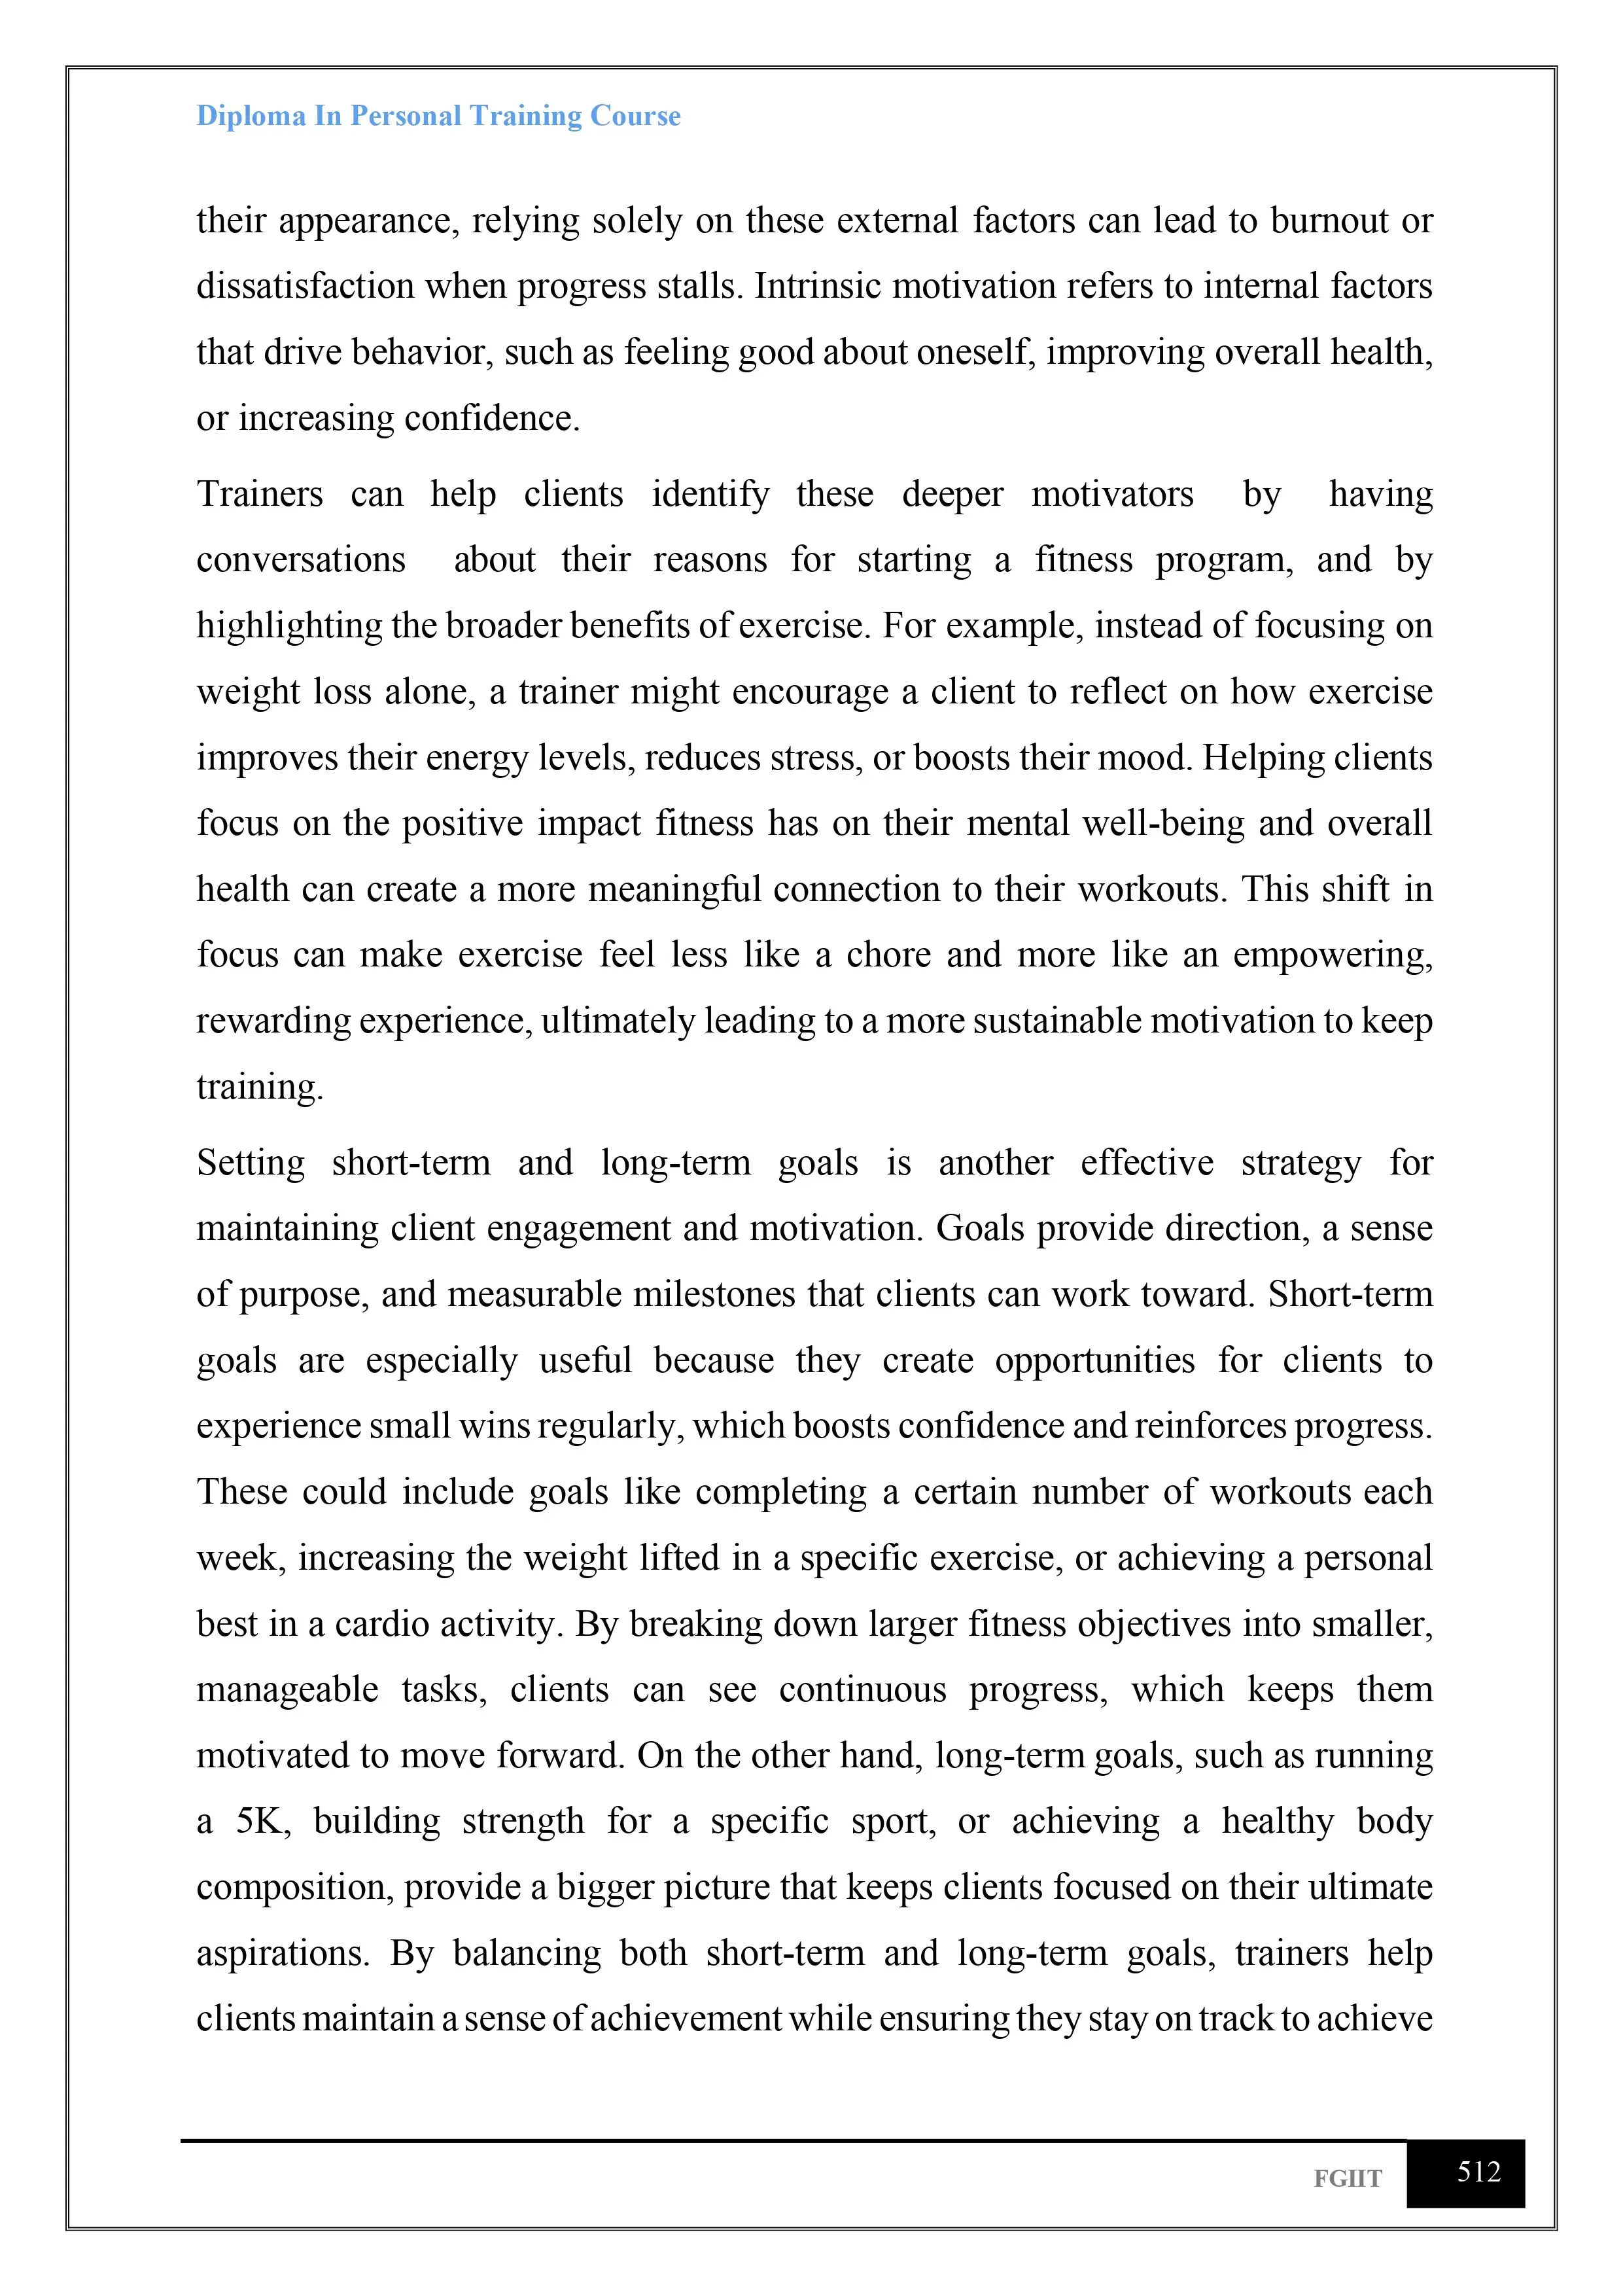 Diploma In Personal Training Course
their appearance, relying solely on these external factors can lead to burnout or
dissatisfaction when progress stalls. Intrinsic motivation refers to internal factors
that drive behavior, such as feeling good about oneself, improving overall health,
or increasing confidence.
Trainers can help clients identify these deeper motivators by having
conversations about their reasons for starting a fitness program, and by
highlighting the broader benefits of exercise. For example, instead of focusing on
weight loss alone, a trainer might encourage a client to reflect on how exercise
improves their energy levels, reduces stress, or boosts their mood. Helping clients
focus on the positive impact fitness has on their mental well-being and overall
health can create a more meaningful connection to their workouts. This shift in
focus can make exercise feel less like a chore and more like an empowering,
rewarding experience, ultimately leading to a more sustainable motivation to keep
training.
Setting short-term and long-term goals is another effective strategy for
maintaining client engagement and motivation. Goals provide direction, a sense
of purpose, and measurable milestones that clients can work toward. Short-term
goals are especially useful because they create opportunities for clients to
experience small wins regularly, which boosts confidence and reinforces progress.
These could include goals like completing a certain number of workouts each
week, increasing the weight lifted in a specific exercise, or achieving a personal
best in a cardio activity. By breaking down larger fitness objectives into smaller,
manageable tasks, clients can see continuous progress, which keeps them
motivated to move forward. On the other hand, long-term goals, such as running
a 5K, building strength for a specific sport, or achieving a healthy body
composition, provide a bigger picture that keeps clients focused on their ultimate
aspirations. By balancing both short-term and long-term goals, trainers help
clients maintain a sense of achievement while ensuring they stay on track to achieve
FGIIT 512